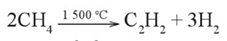 2CH₄ —1 500 ℃→ C₂H₂ + 3H₂